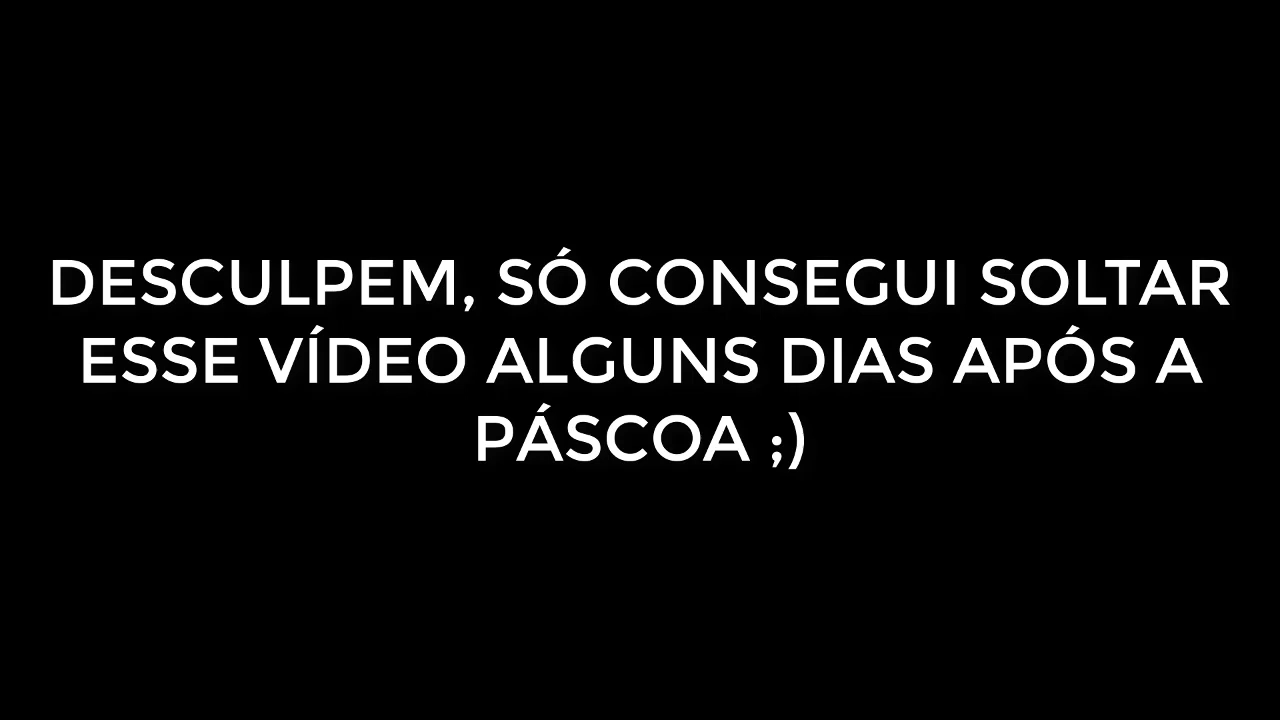 DESCULPEM, SÓ CONSEGUI SOLTAR
ESSE VÍDEO ALGUNS DIAS APÓS A
PÁSCOA ;)